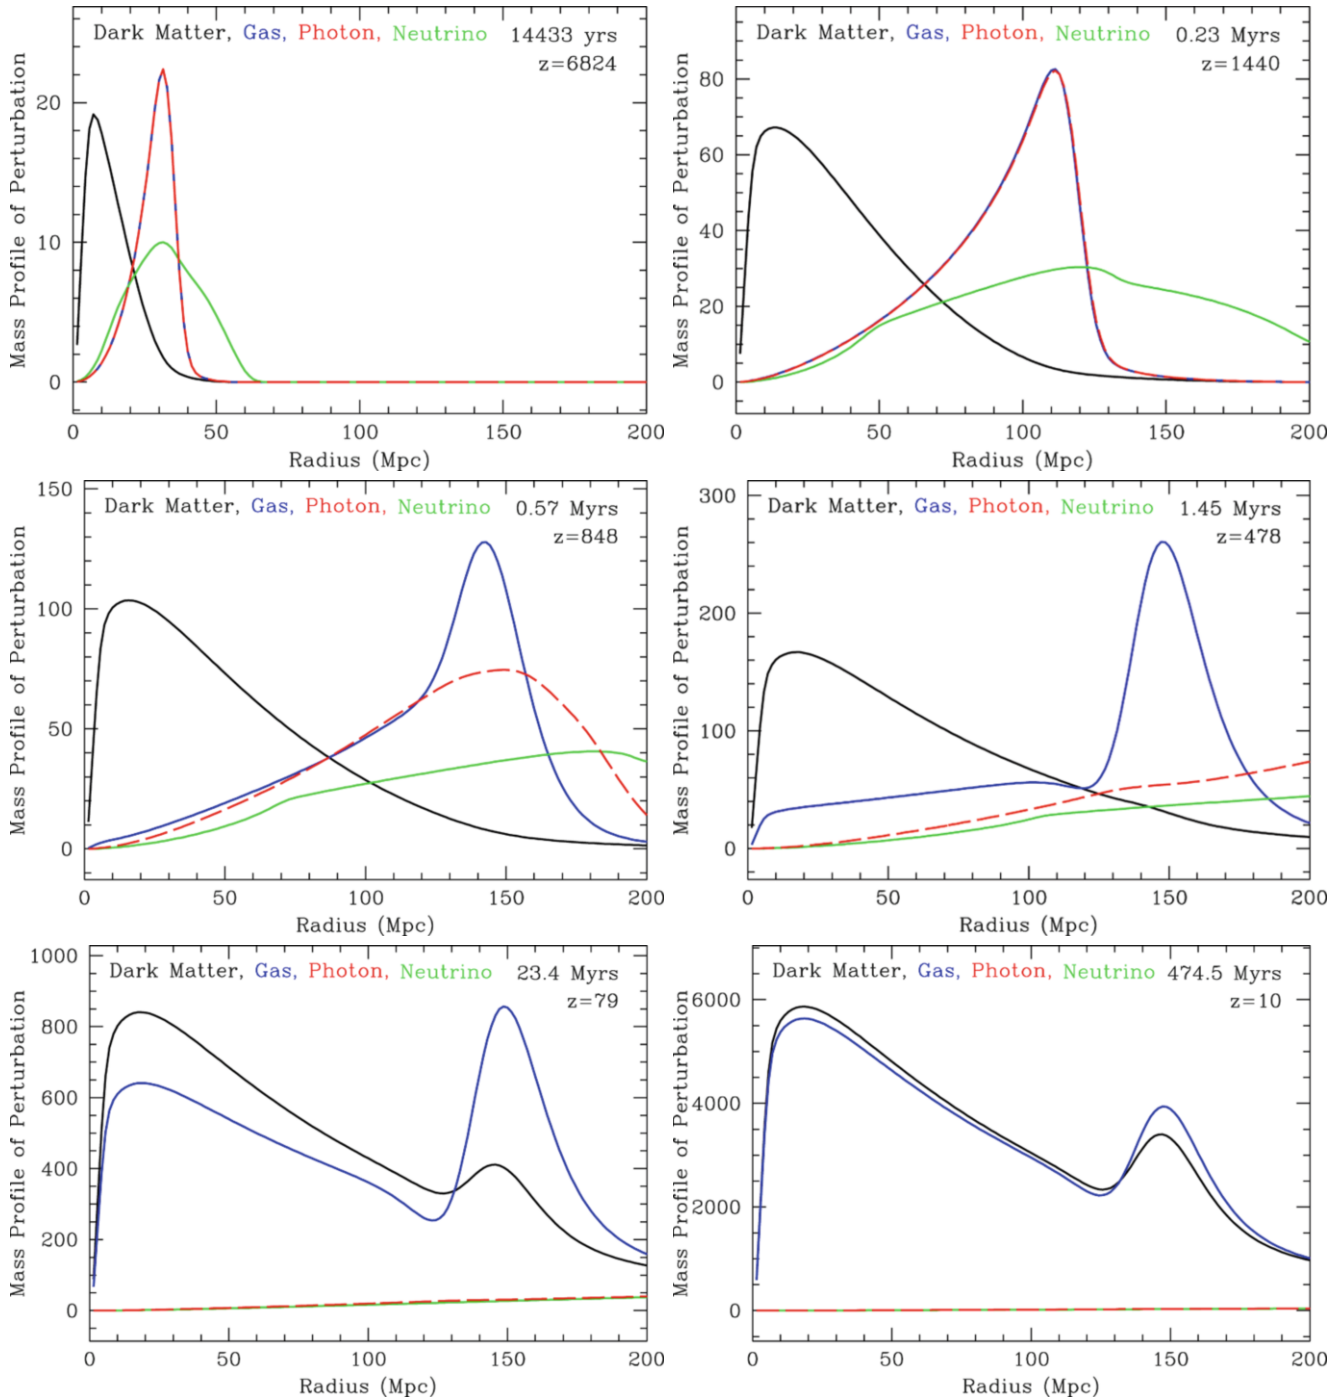 Dark Matter, Gas, Photon, Neutrino 14433 yrs
z=6824
Mass Profile of Perturbation
20
10
0
0 50 100 150 200
Radius (Mpc)
Dark Matter, Gas, Photon, Neutrino 0.23 Myrs
z=1440
Mass Profile of Perturbation
80
60
40
20
0
0 50 100 150 200
Radius (Mpc)
Dark Matter, Gas, Photon, Neutrino 0.57 Myrs
z=848
Mass Profile of Perturbation
150
100
50
0
0 50 100 150 200
Radius (Mpc)
Dark Matter, Gas, Photon, Neutrino 1.45 Myrs
z=478
Mass Profile of Perturbation
300
200
100
0
0 50 100 150 200
Radius (Mpc)
Dark Matter, Gas, Photon, Neutrino 23.4 Myrs
z=79
Mass Profile of Perturbation
1000
800
600
400
200
0
0 50 100 150 200
Radius (Mpc)
Dark Matter, Gas, Photon, Neutrino 474.5 Myrs
z=10
Mass Profile of Perturbation
6000
4000
2000
0
0 50 100 150 200
Radius (Mpc)